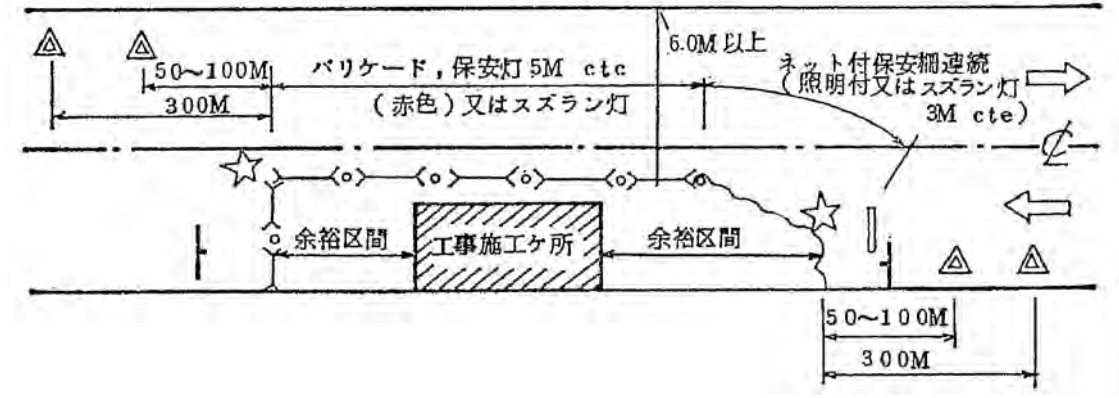 6.0M 以上
50~100M
バリケード,保安灯 5M ctc
ネット付保安柵連続
300M
(赤色)又はスズラン灯
(照明付又はスズラン灯
3M cte)
余裕区間
工事施工ケ所
余裕区間
50~100M
300M